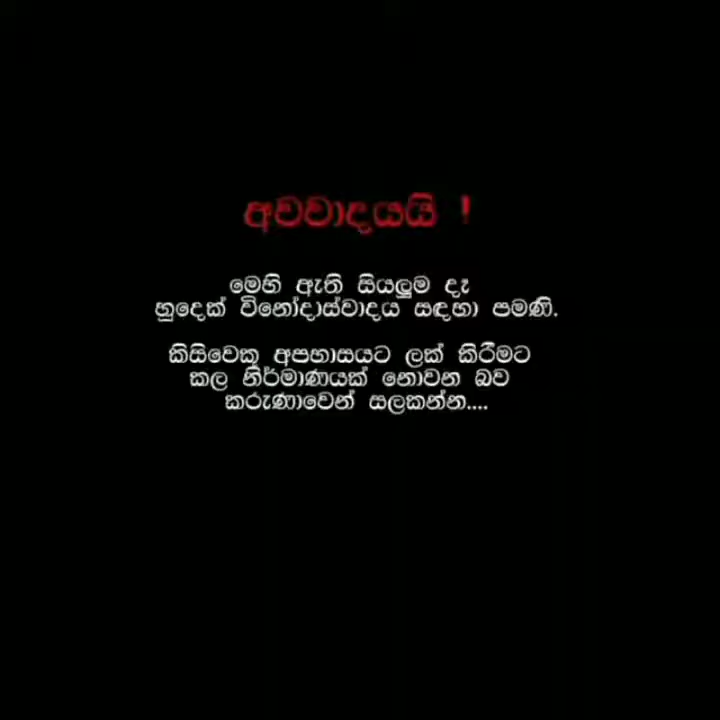 අවවාදයයි !
මෙහි ඇති සියලුම දෑ
හුදෙක් විනෝදාස්වාදය සඳහා පමණි.
කිසිවෙකු අපහාසයට ලක් කිරීමට
කල නිර්මාණයක් නොවන බව
කරුණාවෙන් සලකන්න....